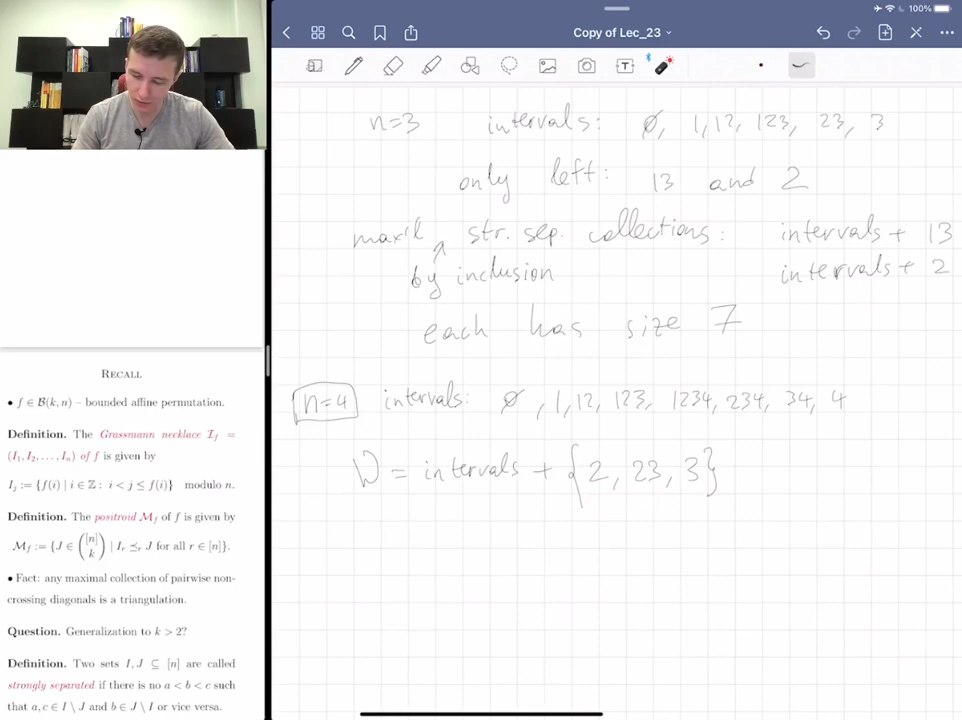 100%
Copy of Lec_23
n=3 intervals: ∅, 1, 12, 123, 23, 3
only left: 13 and 2
max'l str. sep. collections: intervals + 13
by inclusion intervals + 2
each has size 7
n=4 intervals: ∅, 1, 12, 123, 1234, 234, 34, 4
W = intervals + {2, 23, 3}
RECALL
• f ∈ B(k, n) – bounded affine permutation.
Definition. The Grassmann necklace I_f =
(I₁, I₂, . . . , Iₙ) of f is given by
I_j := {f(i) | i ∈ ℤ : i < j ≤ f(i)} modulo n.
Definition. The positroid M_f of f is given by
M_f := {J ∈ ([n] k) | I_r ⪯_r J for all r ∈ [n]}.
• Fact: any maximal collection of pairwise non-
crossing diagonals is a triangulation.
Question. Generalization to k > 2?
Definition. Two sets I, J ⊆ [n] are called
strongly separated if there is no a < b < c such
that a, c ∈ I \ J and b ∈ J \ I or vice versa.